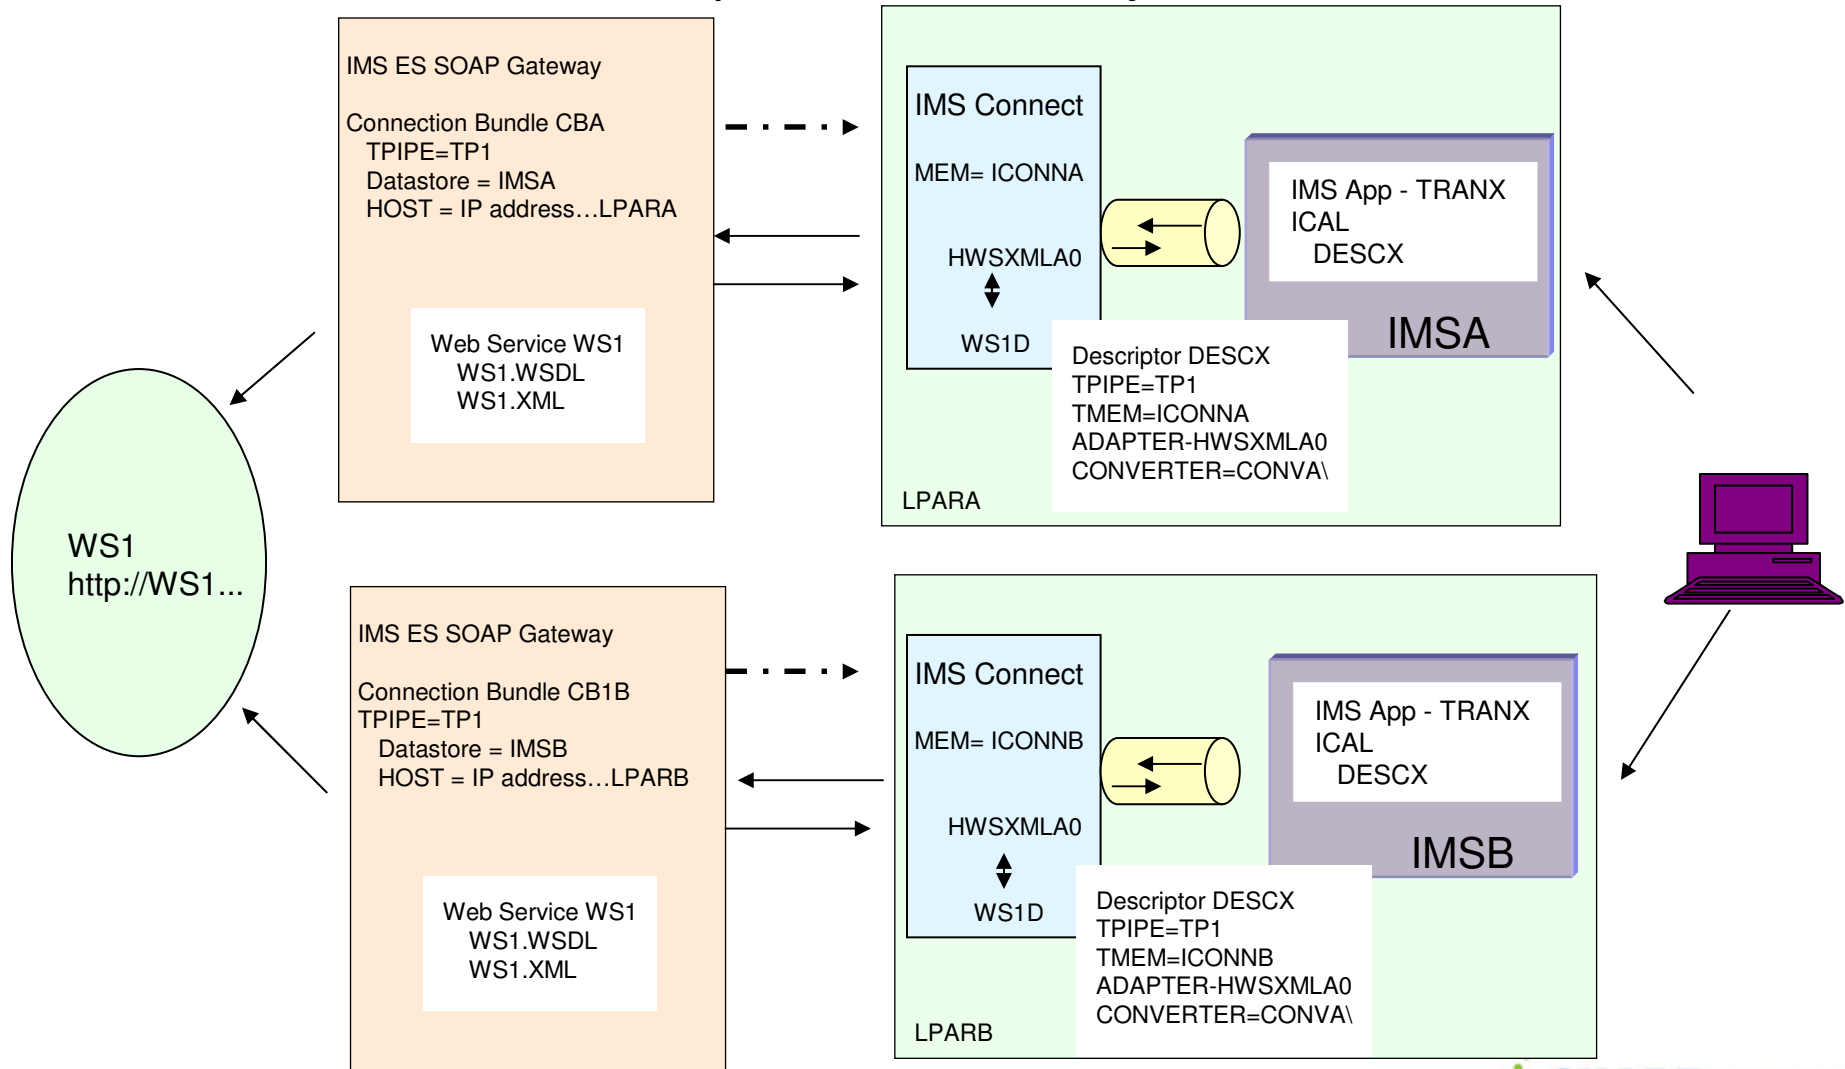 IMS ES SOAP Gateway
Connection Bundle CBA
TPIPE=TP1
Datastore = IMSA
HOST = IP address…LPARA
Web Service WS1
WS1.WSDL
WS1.XML
IMS Connect
MEM= ICONNA
HWSXMLA0
WS1D
IMS App - TRANX
ICAL
DESCX
IMSA
Descriptor DESCX
TPIPE=TP1
TMEM=ICONNA
ADAPTER-HWSXMLA0
CONVERTER=CONVA\
LPARA
WS1
http://WS1...
IMS ES SOAP Gateway
Connection Bundle CB1B
TPIPE=TP1
Datastore = IMSB
HOST = IP address…LPARB
Web Service WS1
WS1.WSDL
WS1.XML
IMS Connect
MEM= ICONNB
HWSXMLA0
WS1D
IMS App - TRANX
ICAL
DESCX
IMSB
Descriptor DESCX
TPIPE=TP1
TMEM=ICONNB
ADAPTER-HWSXMLA0
CONVERTER=CONVA\
LPARB